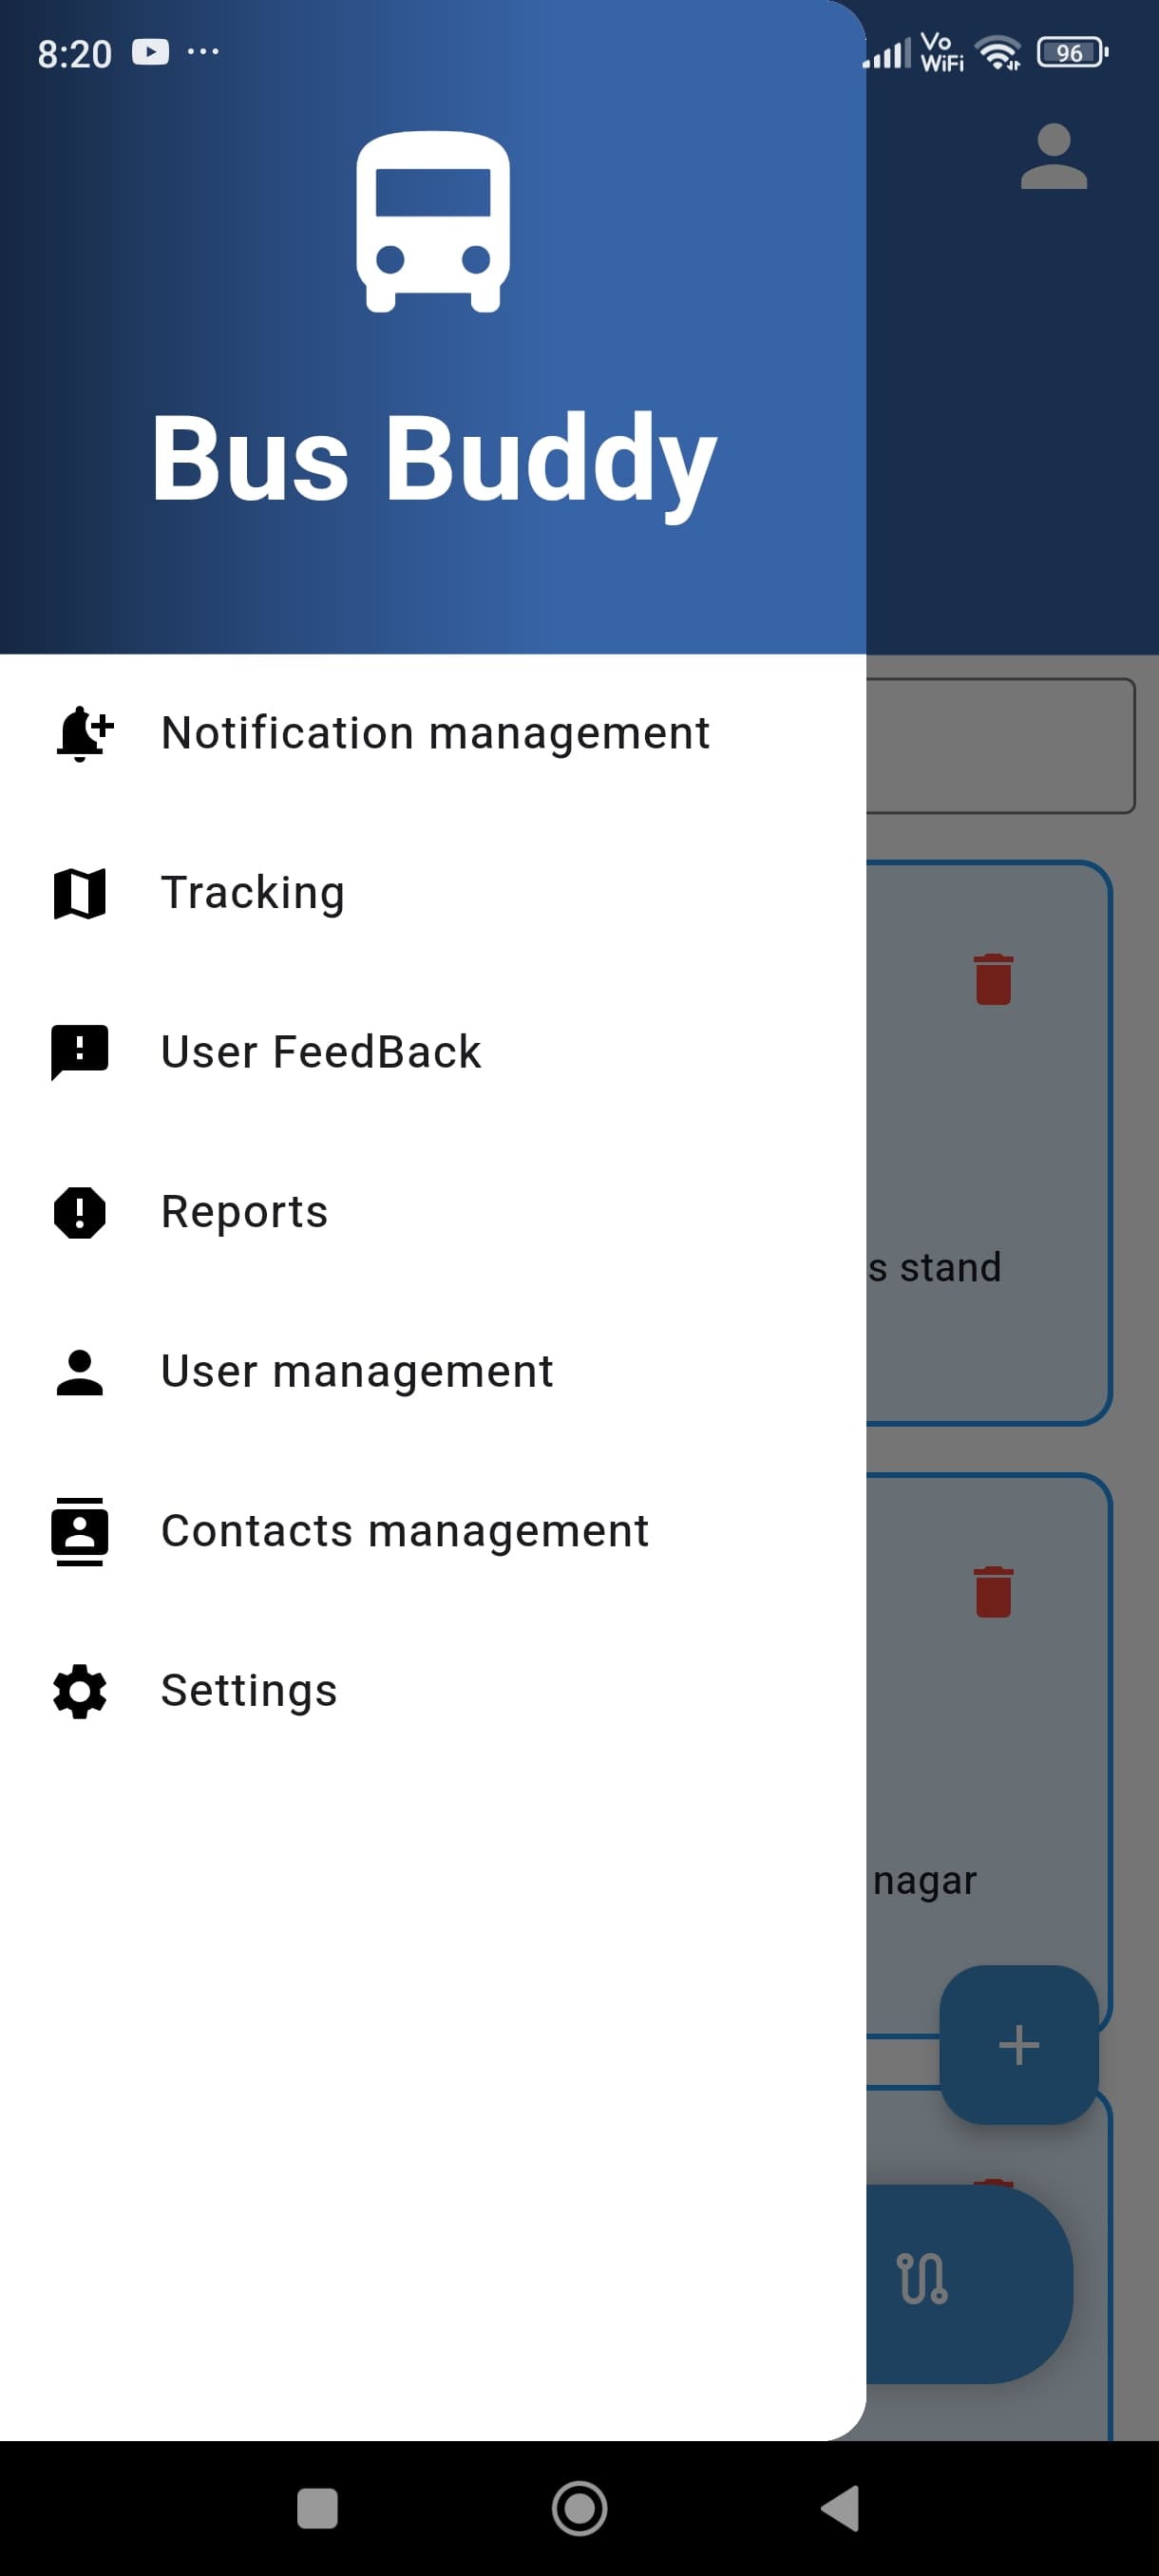 8:20
Vo
WiFi
96
Bus Buddy
Notification management
Tracking
User FeedBack
Reports
s stand
User management
Contacts management
Settings
nagar